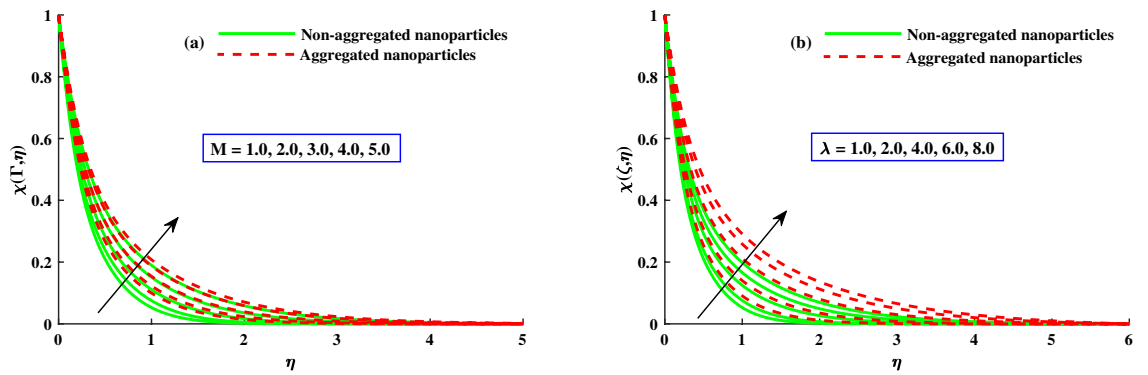 (a)
Non-aggregated nanoparticles
Aggregated nanoparticles
M = 1.0, 2.0, 3.0, 4.0, 5.0
χ(Γ,η)
1
0.8
0.6
0.4
0.2
0
0 1 2 3 4 5
η
(b)
Non-aggregated nanoparticles
Aggregated nanoparticles
λ = 1.0, 2.0, 4.0, 6.0, 8.0
χ(ζ,η)
1
0.8
0.6
0.4
0.2
0
0 1 2 3 4 5 6
η